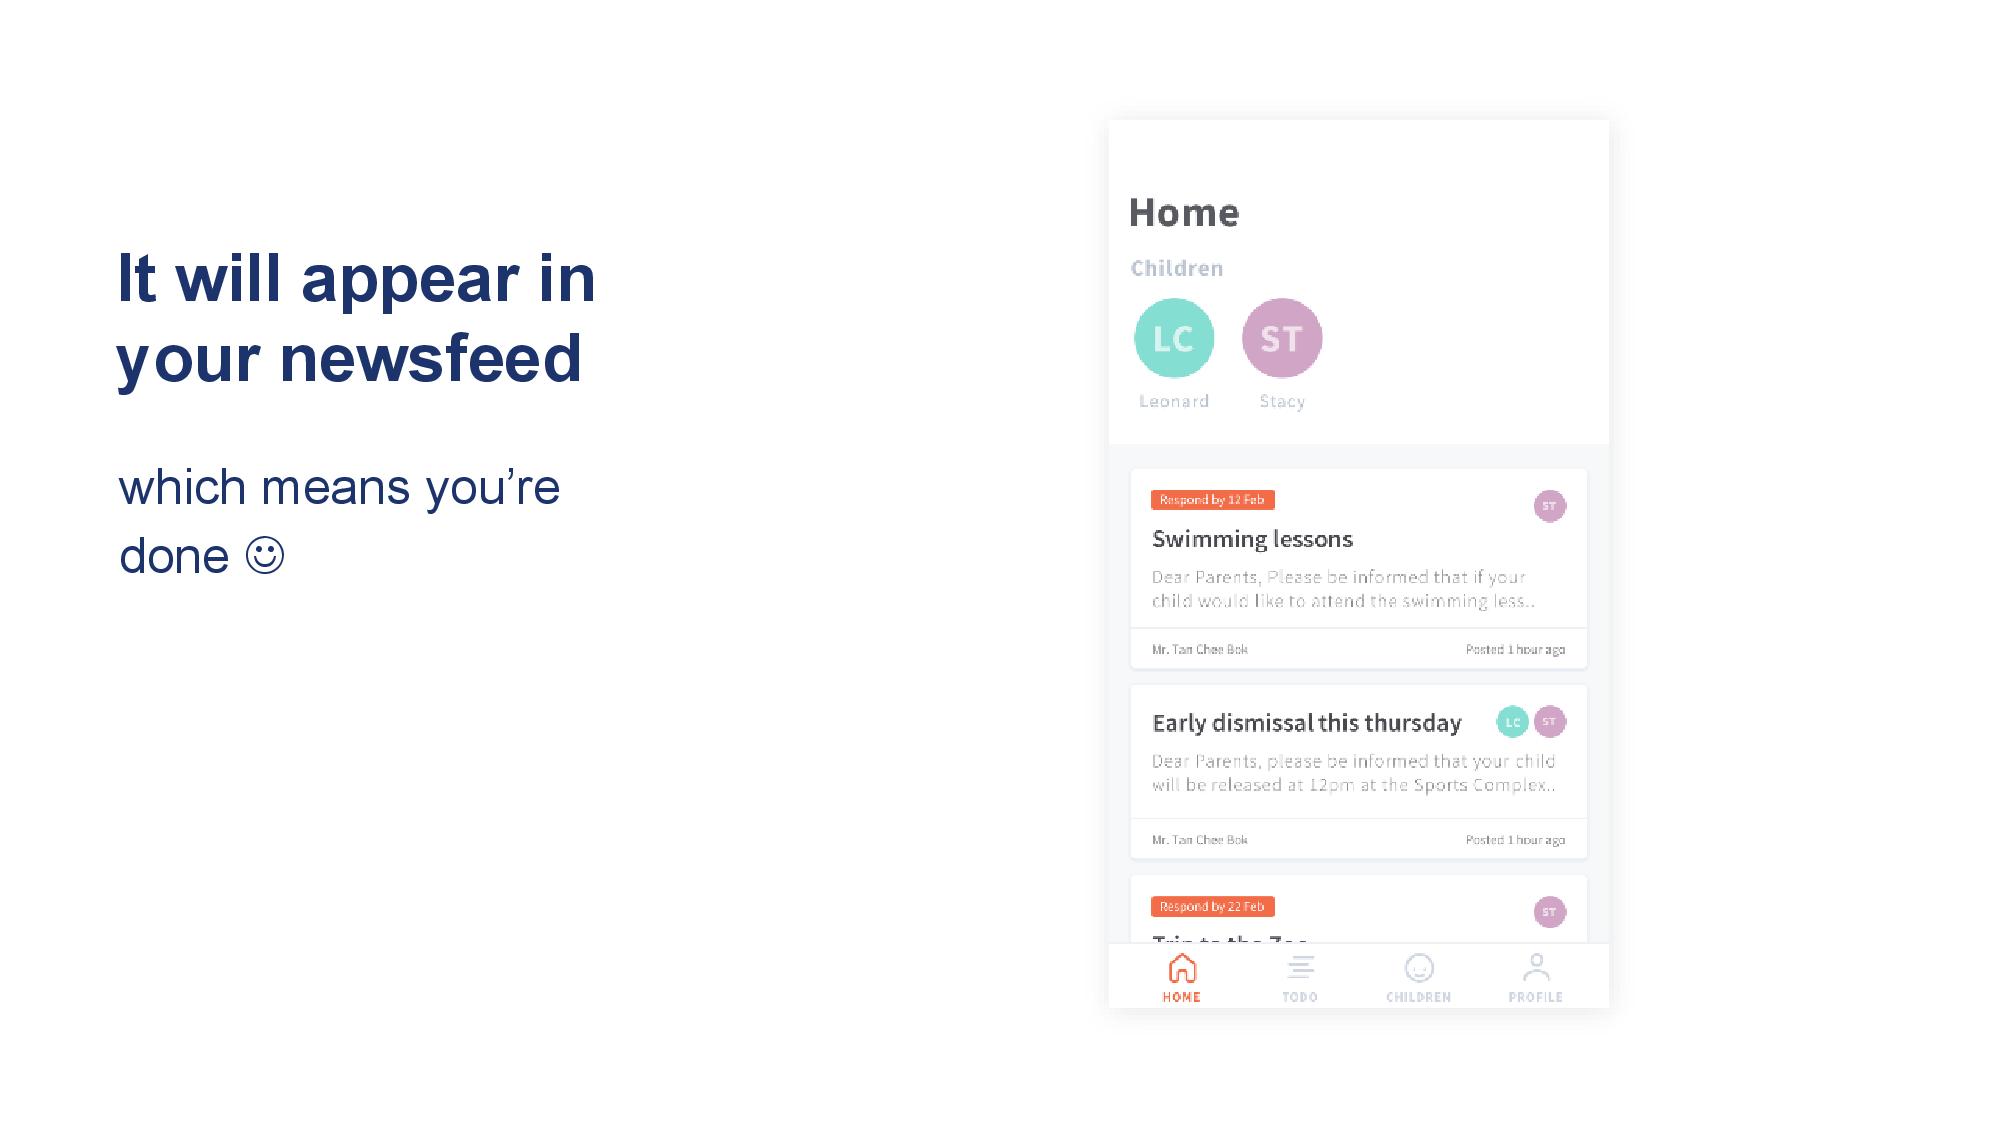 It will appear in
your newsfeed
which means you’re
done ☺
Home
Children
LC ST
Leonard Stacy
Respond by 12 Feb ST
Swimming lessons
Dear Parents, Please be informed that if your
child would like to attend the swimming less..
Mr. Tan Chee Bok Posted 1 hour ago
Early dismissal this thursday LC ST
Dear Parents, please be informed that your child
will be released at 12pm at the Sports Complex..
Mr. Tan Chee Bok Posted 1 hour ago
Respond by 22 Feb ST
Trip to the Zoo
HOME TODO CHILDREN PROFILE